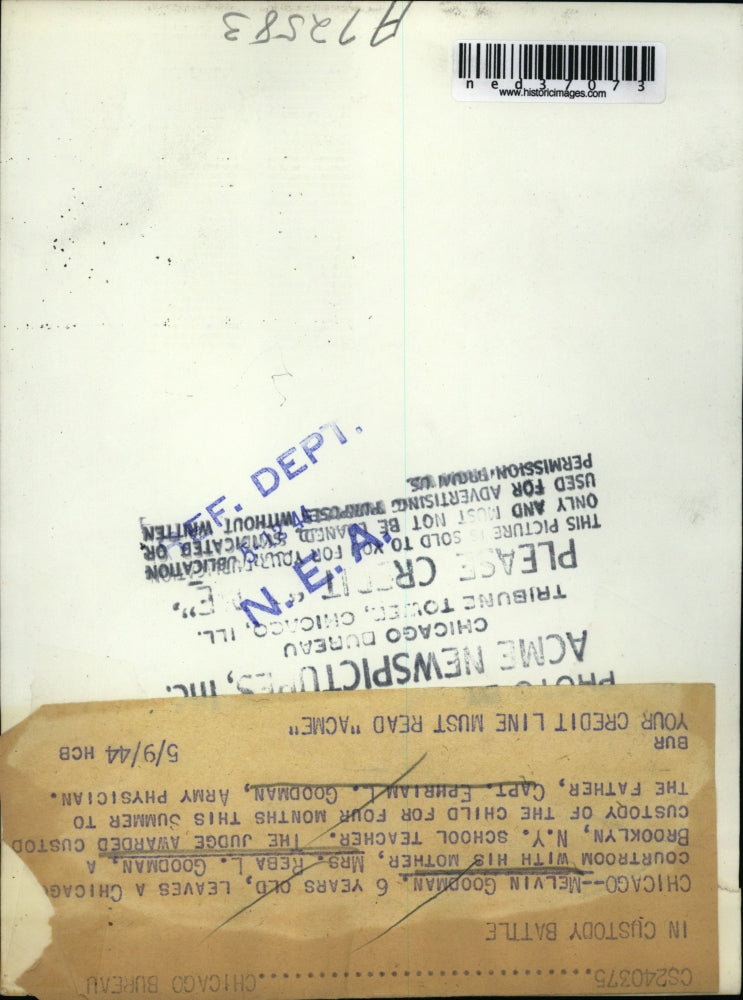 A12583
ned37073
www.historicimages.com
REF. DEPT.
N. E. A.
PHOTO
ACME NEWSPICTURES, INC.
CHICAGO BUREAU
TRIBUNE TOWER, CHICAGO, ILL.
PLEASE CREDIT "ACME",
THIS PICTURE IS SOLD TO YOU FOR YOUR PUBLICATION
ONLY AND MUST NOT BE LOANED, SYNDICATED OR,
USED FOR ADVERTISING PURPOSES WITHOUT WRITTEN
PERMISSION FROM US.
CS240375 CHICAGO BUREAU
IN CUSTODY BATTLE
CHICAGO--MELVIN GOODMAN, 6 YEARS OLD, LEAVES A CHICAG
COURTROOM WITH HIS MOTHER, MRS. REBA L. GOODMAN, A
BROOKLYN, N.Y. SCHOOL TEACHER. THE JUDGE AWARDED CUSTOD
CUSTODY OF THE CHILD FOR FOUR MONTHS THIS SUMMER TO
THE FATHER, CAPT. EPHRIAM L. GOODMAN, ARMY PHYSICIAN.
BUR 5/9/44 HCB
YOUR CREDIT LINE MUST READ "ACME"